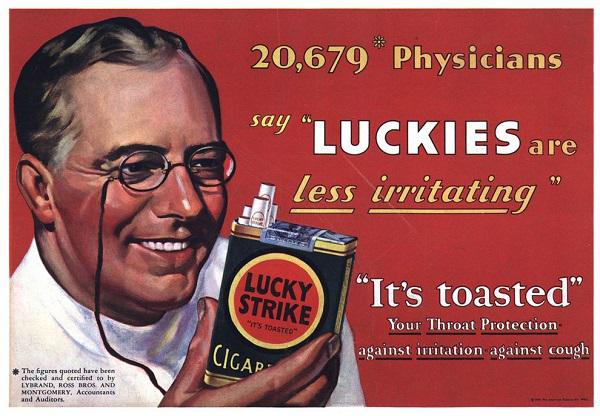 20,679* Physicians
say "LUCKIES are
less irritating"
"It's toasted"
Your Throat Protection
against irritation against cough
LUCKY
STRIKE
"IT'S TOASTED"
CIGAR
* The figures quoted have been
checked and certified to by
LYBRAND, ROSS BROS. AND
MONTGOMERY, Accountants
and Auditors.